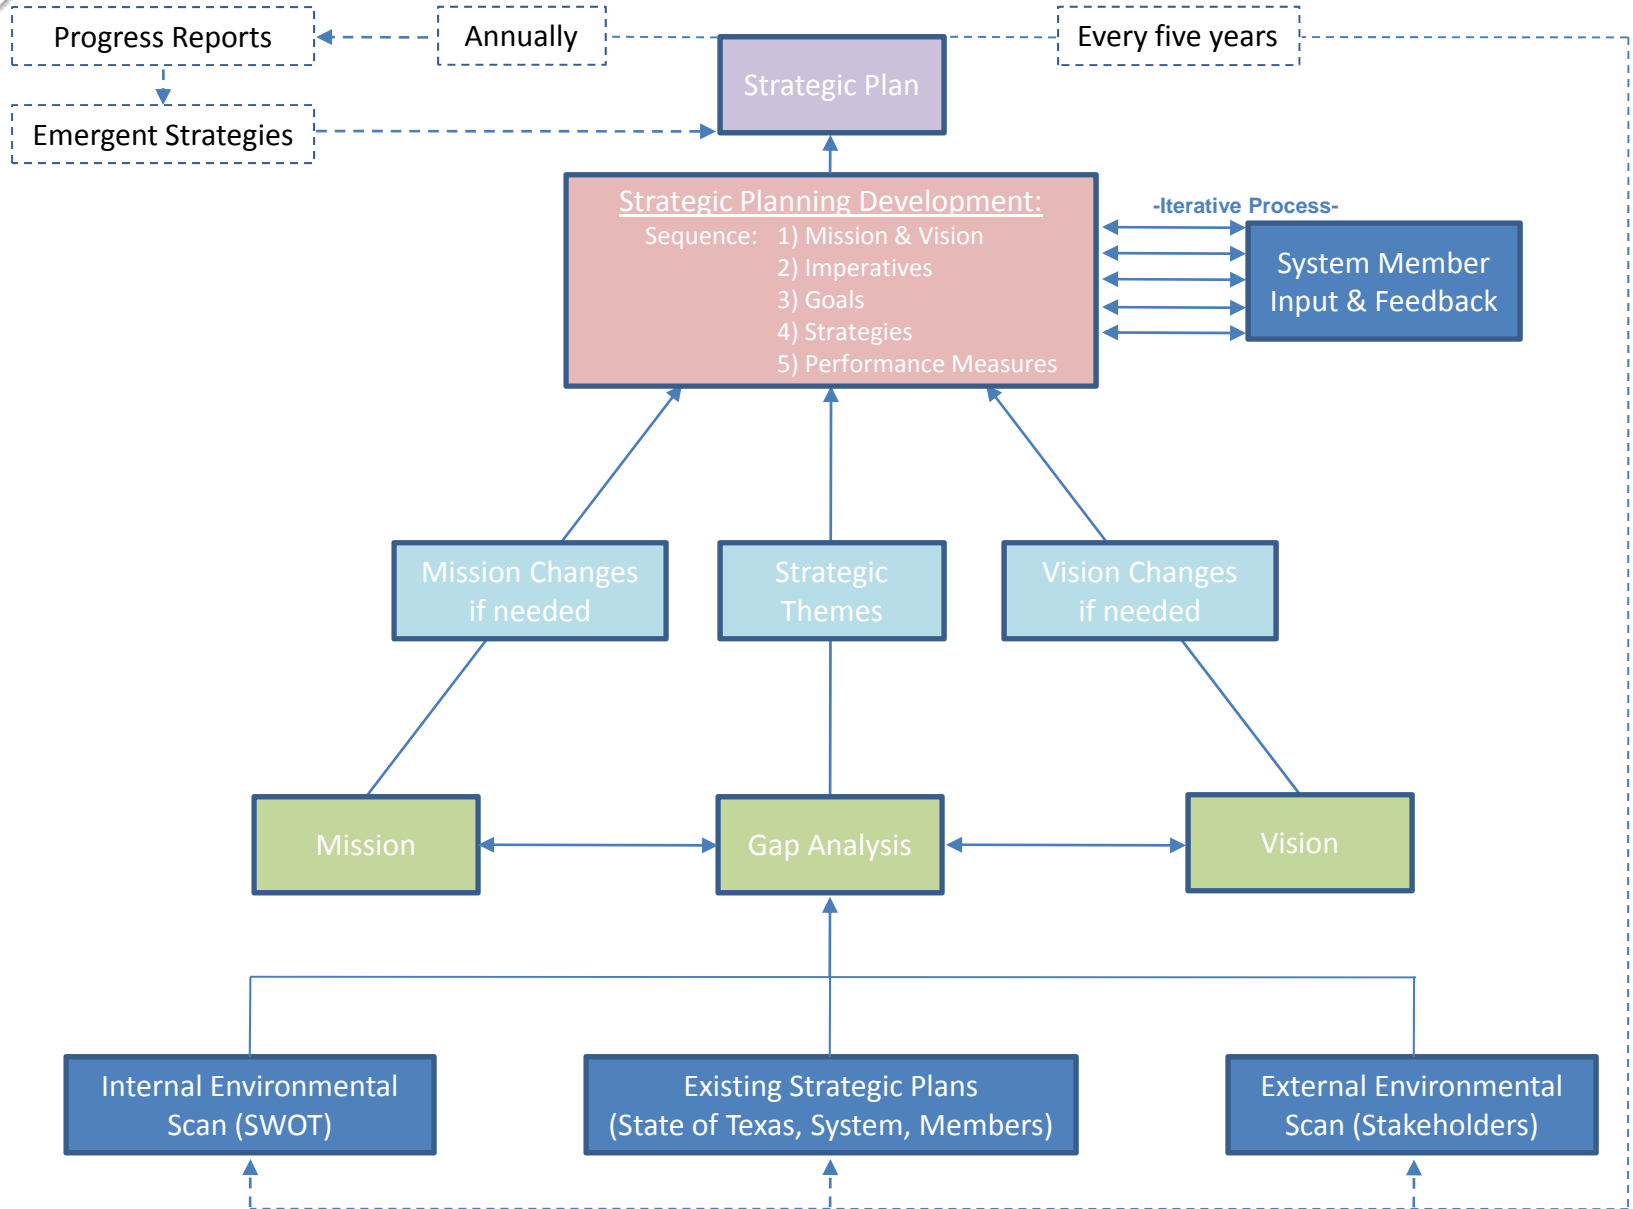 Progress Reports
Annually
Every five years
Strategic Plan
Emergent Strategies
Strategic Planning Development:
Sequence: 1) Mission & Vision
2) Imperatives
3) Goals
4) Strategies
5) Performance Measures
-Iterative Process-
System Member
Input & Feedback
Mission Changes
if needed
Strategic
Themes
Vision Changes
if needed
Mission
Gap Analysis
Vision
Internal Environmental
Scan (SWOT)
Existing Strategic Plans
(State of Texas, System, Members)
External Environmental
Scan (Stakeholders)